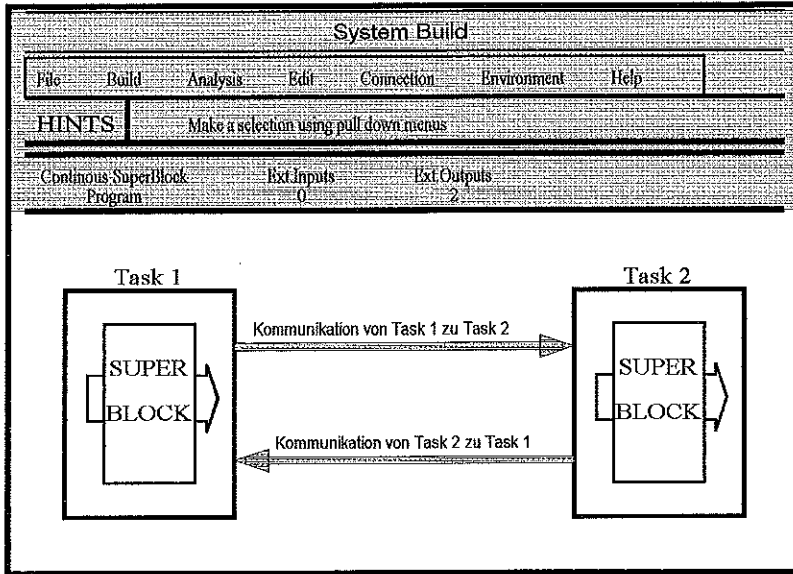 System Build
File Build Analysis Edit Connection Environment Help
HINTS Make a selection using pull down menus
Continous SuperBlock Ext.Inputs Ext.Outputs
Program 0 2
Task 1 Task 2
Kommunikation von Task 1 zu Task 2
SUPER SUPER
BLOCK BLOCK
Kommunikation von Task 2 zu Task 1